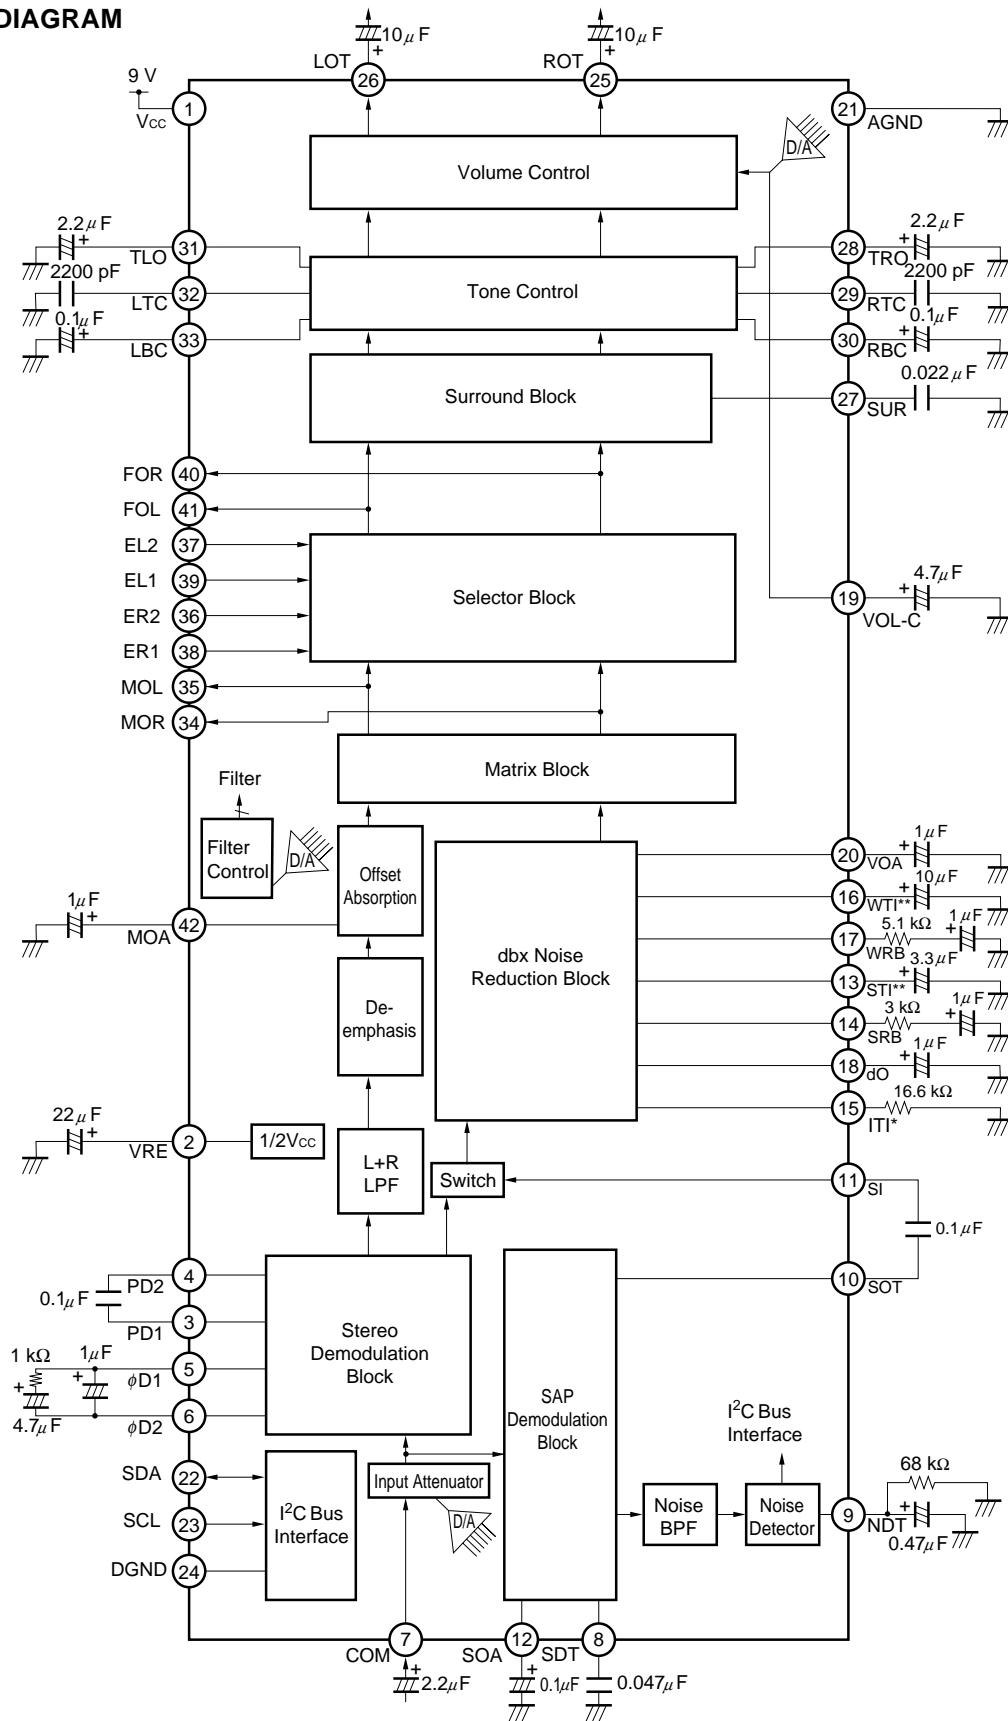 DIAGRAM
10μF
10μF
LOT
26
ROT
25
9 V
1
VCC
21
AGND
D/A
Volume Control
2.2μF
31
TLO
2.2μF
28
TRO
2200 pF
32
LTC
Tone Control
2200 pF
29
RTC
0.1μF
33
LBC
0.1μF
30
RBC
0.022μF
27
SUR
Surround Block
FOR 40
FOL 41
EL2 37
EL1 39
ER2 36
ER1 38
MOL 35
MOR 34
Selector Block
4.7μF
19
VOL-C
Matrix Block
Filter
Filter
Control
D/A
Offset
Absorption
1μF
42
MOA
dbx Noise
Reduction Block
1μF
20
VOA
10μF
16
WTI**
5.1 kΩ
1μF
17
WRB
3.3μF
13
STI**
3 kΩ
1μF
14
SRB
1μF
18
dO
16.6 kΩ
15
ITI*
De-
emphasis
22μF
2
VRE
1/2VCC
L+R
LPF
Switch
11
SI
0.1μF
10
SOT
4
PD2
0.1μF
3
PD1
Stereo
Demodulation
Block
1 kΩ
1μF
5
φD1
4.7μF
6
φD2
SAP
Demodulation
Block
I2C Bus
Interface
SDA 22
SCL 23
DGND 24
I2C Bus
Interface
Input Attenuator
D/A
Noise
BPF
Noise
Detector
9
NDT
68 kΩ
0.47μF
COM
7
SOA
12
SDT
8
2.2μF
0.1μF
0.047μF